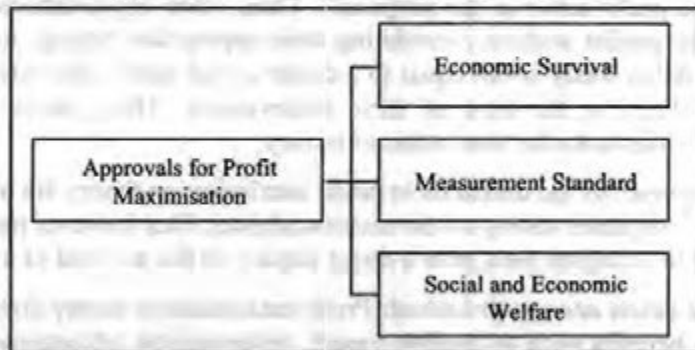 Economic Survival
Approvals for Profit
Maximisation
Measurement Standard
Social and Economic
Welfare